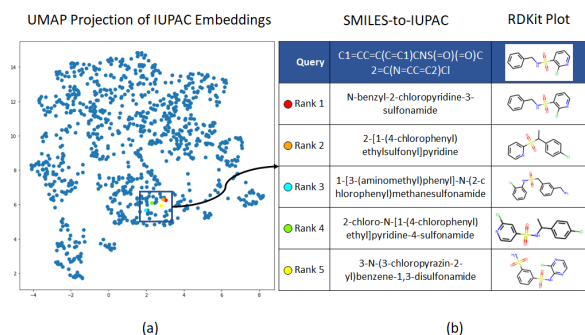 UMAP Projection of IUPAC Embeddings
SMILES-to-IUPAC
RDKit Plot
14
12
10
8
6
4
2
−4
−2
0
2
4
6
8
Query
C1=CC=C(C=C1)CNS(=O)(=O)C
2=C(N=CC=C2)Cl
Rank 1
N-benzyl-2-chloropyridine-3-
sulfonamide
Rank 2
2-[1-(4-chlorophenyl)
ethylsulfonyl]pyridine
Rank 3
1-[3-(aminomethyl)phenyl]-N-(2-c
hlorophenyl)methanesulfonamide
Rank 4
2-chloro-N-[1-(4-chlorophenyl)
ethyl]pyridine-4-sulfonamide
Rank 5
3-N-(3-chloropyrazin-2-
yl)benzene-1,3-disulfonamide
(a)
(b)